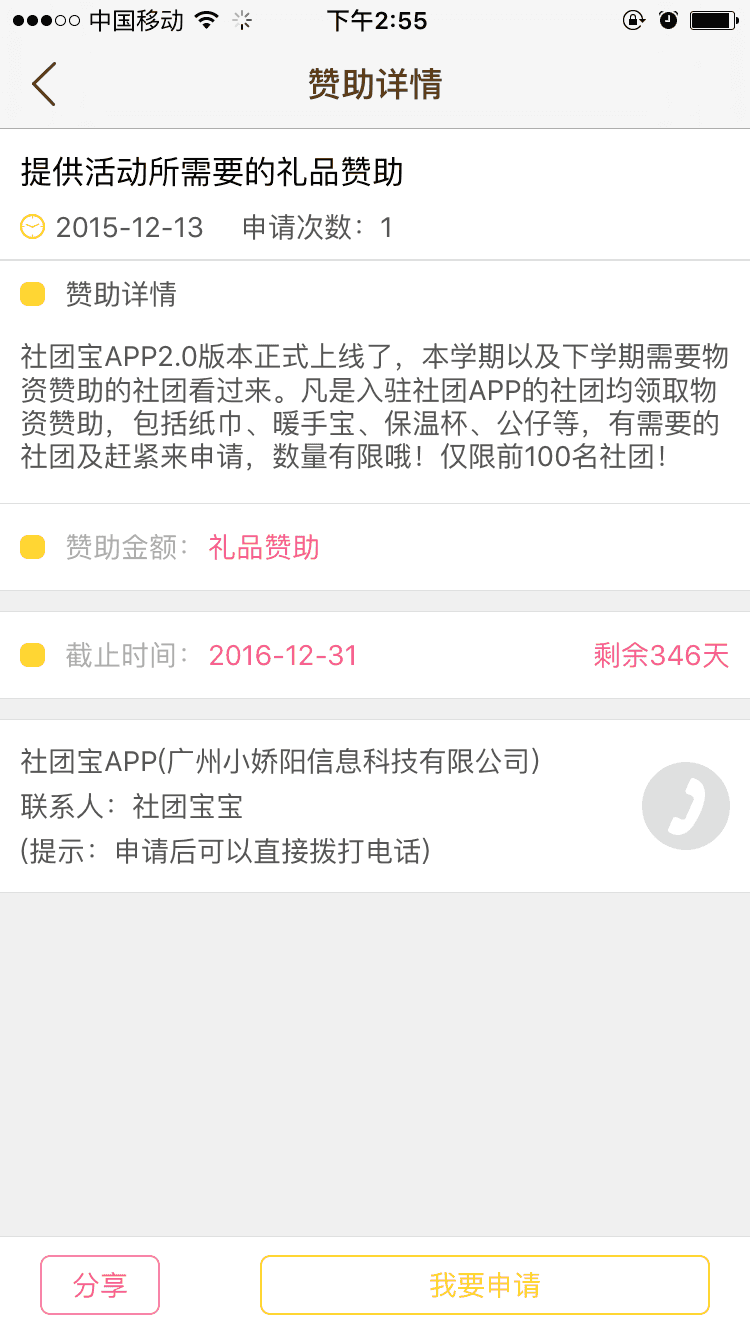 中国移动
下午2:55
赞助详情
提供活动所需要的礼品赞助
2015-12-13 申请次数：1
赞助详情
社团宝APP2.0版本正式上线了，本学期以及下学期需要物
资赞助的社团看过来。凡是入驻社团APP的社团均领取物
资赞助，包括纸巾、暖手宝、保温杯、公仔等，有需要的
社团及赶紧来申请，数量有限哦！仅限前100名社团！
赞助金额： 礼品赞助
截止时间： 2016-12-31 剩余346天
社团宝APP(广州小娇阳信息科技有限公司)
联系人：社团宝宝
(提示：申请后可以直接拨打电话)
分享 我要申请